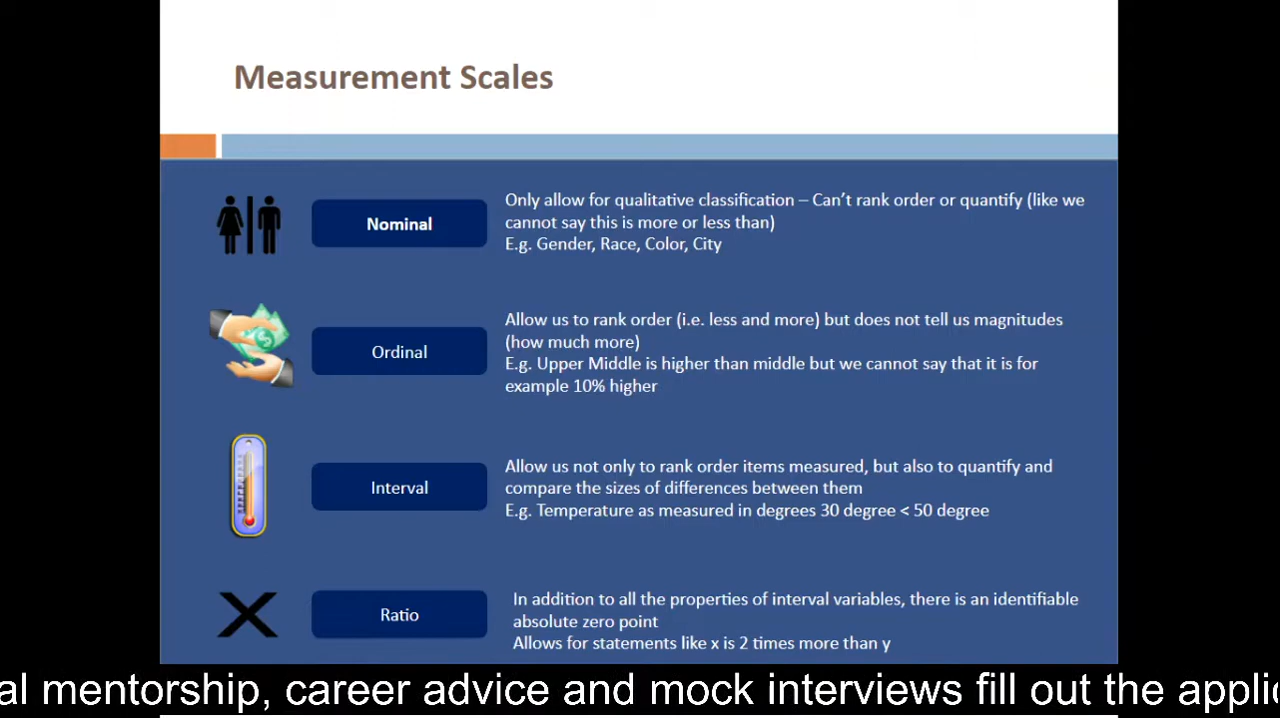 Measurement Scales
Nominal
Only allow for qualitative classification – Can't rank order or quantify (like we
cannot say this is more or less than)
E.g. Gender, Race, Color, City
Ordinal
Allow us to rank order (i.e. less and more) but does not tell us magnitudes
(how much more)
E.g. Upper Middle is higher than middle but we cannot say that it is for
example 10% higher
Interval
Allow us not only to rank order items measured, but also to quantify and
compare the sizes of differences between them
E.g. Temperature as measured in degrees 30 degree < 50 degree
Ratio
In addition to all the properties of interval variables, there is an identifiable
absolute zero point
Allows for statements like x is 2 times more than y
mentorship, career advice and mock interviews fill out the